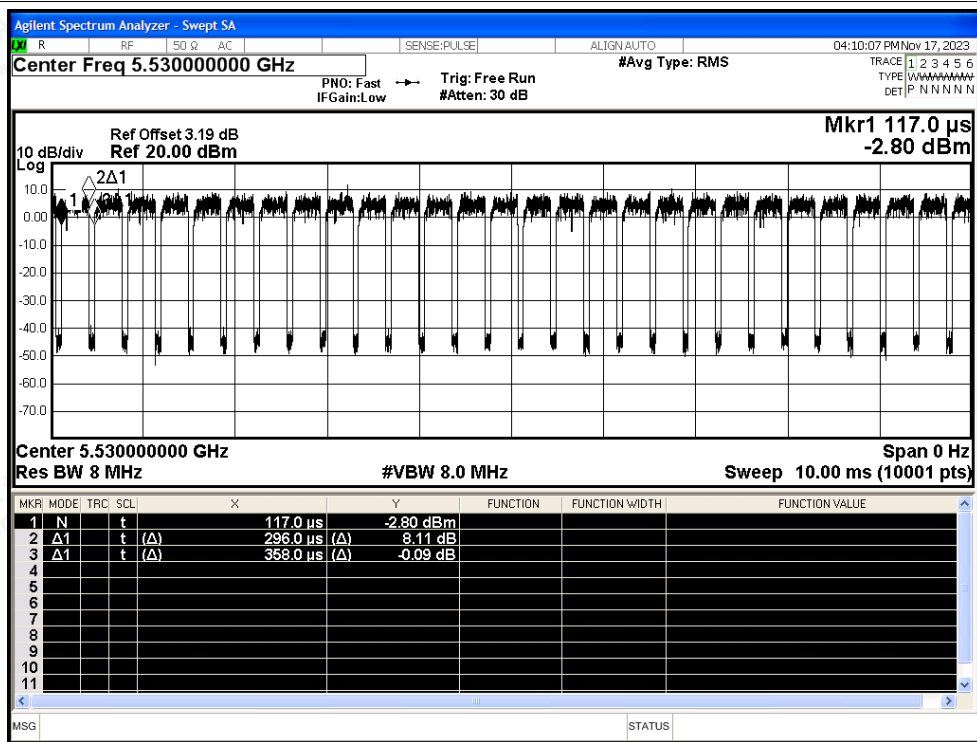 Agilent Spectrum Analyzer - Swept SA
LXI R RF 50 Ω AC SENSE:PULSE ALIGN AUTO 04:10:07 PM Nov 17, 2023
Center Freq 5.530000000 GHz
PNO: Fast
IFGain:Low
Trig: Free Run
#Atten: 30 dB
#Avg Type: RMS
TRACE 1 2 3 4 5 6
TYPE
DET P N N N N N
Mkr1 117.0 µs
-2.80 dBm
10 dB/div
Log
Ref Offset 3.19 dB
Ref 20.00 dBm
10.0
0.00
-10.0
-20.0
-30.0
-40.0
-50.0
-60.0
-70.0
1
2Δ1
Center 5.530000000 GHz Span 0 Hz
Res BW 8 MHz #VBW 8.0 MHz Sweep 10.00 ms (10001 pts)
MKR MODE TRC SCL X Y FUNCTION FUNCTION WIDTH FUNCTION VALUE
1 N t 117.0 µs -2.80 dBm
2 Δ1 t (Δ) 296.0 µs (Δ) 8.11 dB
3 Δ1 t (Δ) 358.0 µs (Δ) -0.09 dB
4
5
6
7
8
9
10
11
MSG STATUS